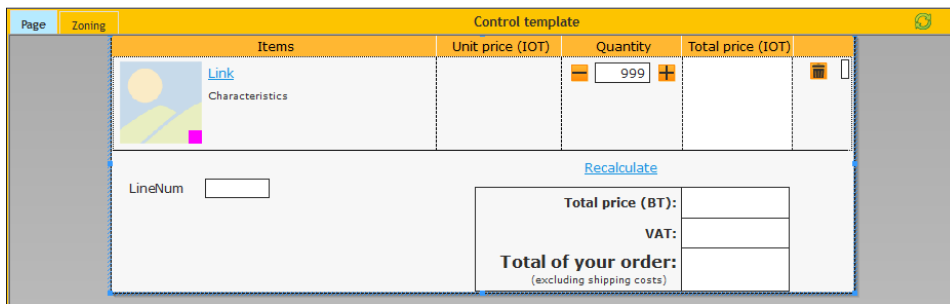 Page Zoning Control template
Items Unit price (IOT) Quantity Total price (IOT)
Link 999
Characteristics
Recalculate
LineNum
Total price (BT):
VAT:
Total of your order:
(excluding shipping costs)